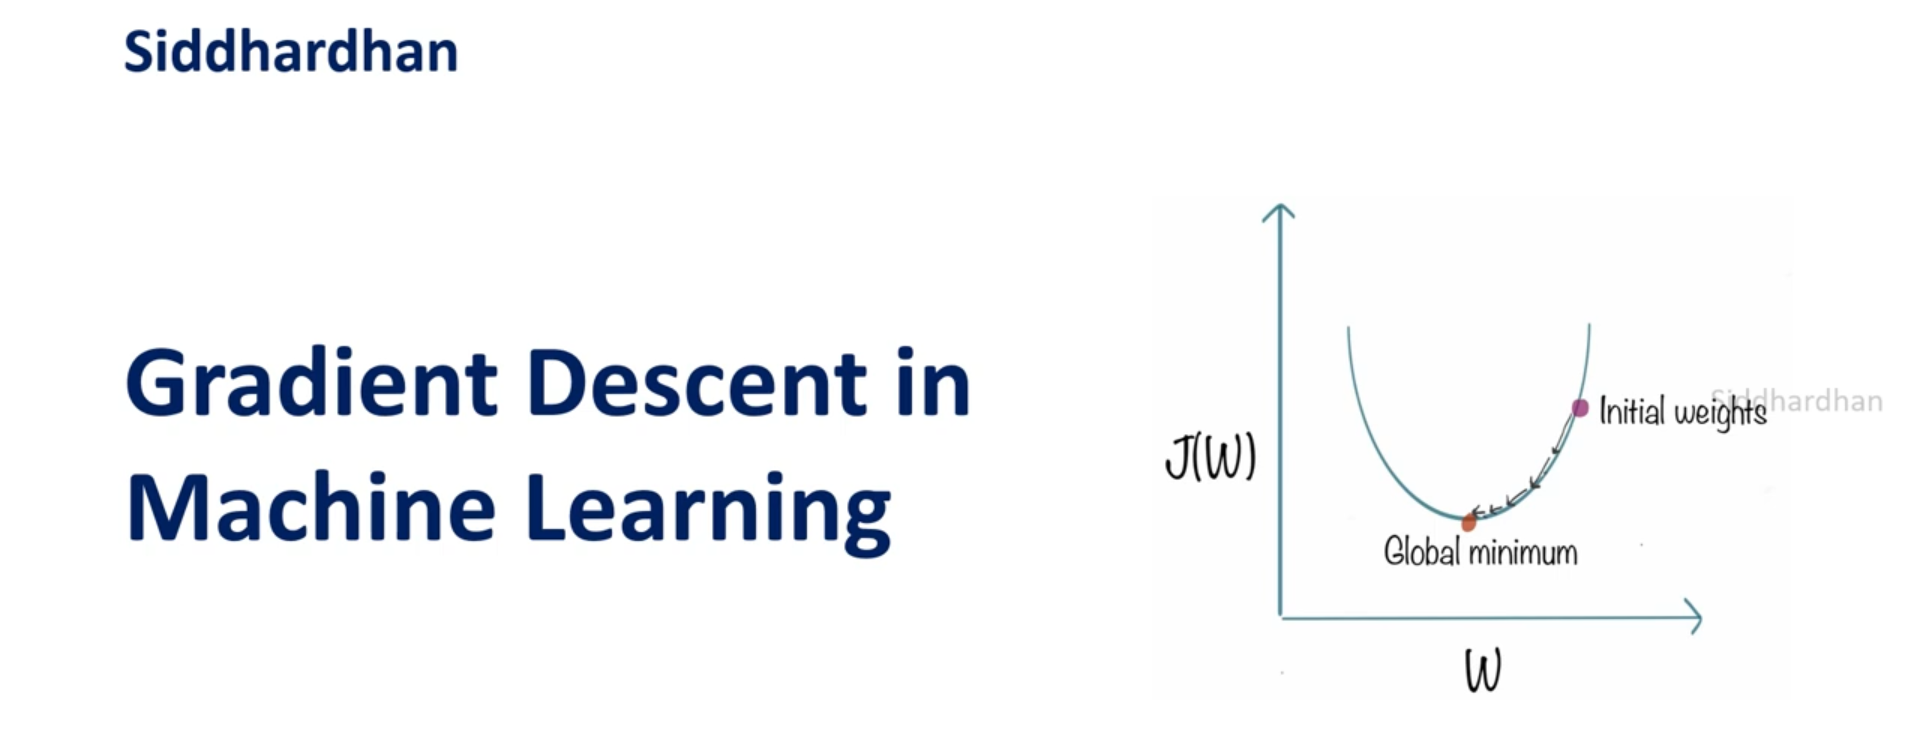 Siddhardhan
Gradient Descent in
Machine Learning
J(W)
Initial weights
Siddhardhan
Global minimum
W